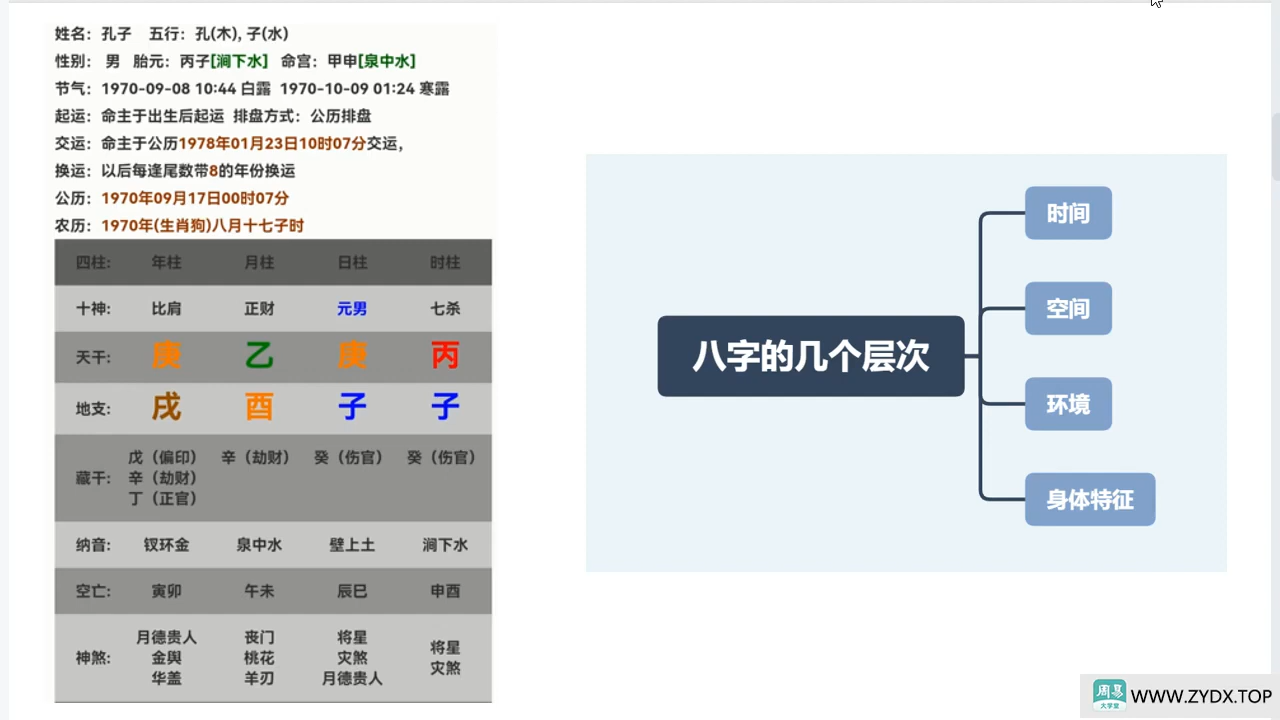 姓名：孔子 五行：孔(木), 子(水)
性别： 男 胎元：丙子[涧下水] 命宫：甲申[泉中水]
节气：1970-09-08 10:44 白露 1970-10-09 01:24 寒露
起运：命主于出生后起运 排盘方式：公历排盘
交运：命主于公历1978年01月23日10时07分交运,
换运：以后每逢尾数带8的年份换运
公历：1970年09月17日00时07分
农历：1970年(生肖狗)八月十七子时
四柱: 年柱 月柱 日柱 时柱
十神: 比肩 正财 元男 七杀
天干: 庚 乙 庚 丙
地支: 戌 酉 子 子
藏干: 戊（偏印） 辛（劫财） 癸（伤官） 癸（伤官）
辛（劫财）
丁（正官）
纳音: 钗环金 泉中水 壁上土 涧下水
空亡: 寅卯 午未 辰巳 申酉
神煞: 月德贵人 丧门 将星 将星
金舆 桃花 灾煞 灾煞
华盖 羊刃 月德贵人
八字的几个层次
时间
空间
环境
身体特征
周易
大学堂
WWW.ZYDX.TOP